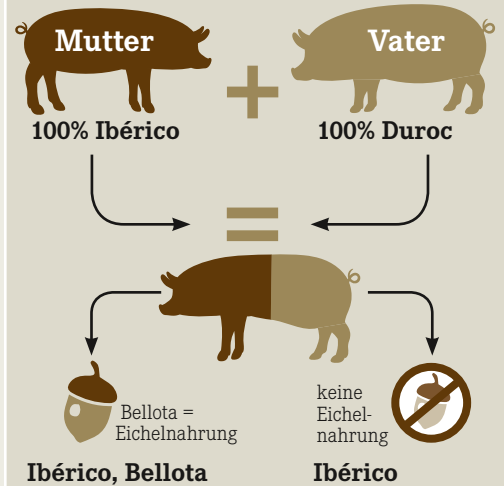 Mutter
Vater
+
100% Ibérico
100% Duroc
=
Bellota =
Eichelnahrung
keine
Eichel-
nahrung
Ibérico, Bellota
Ibérico